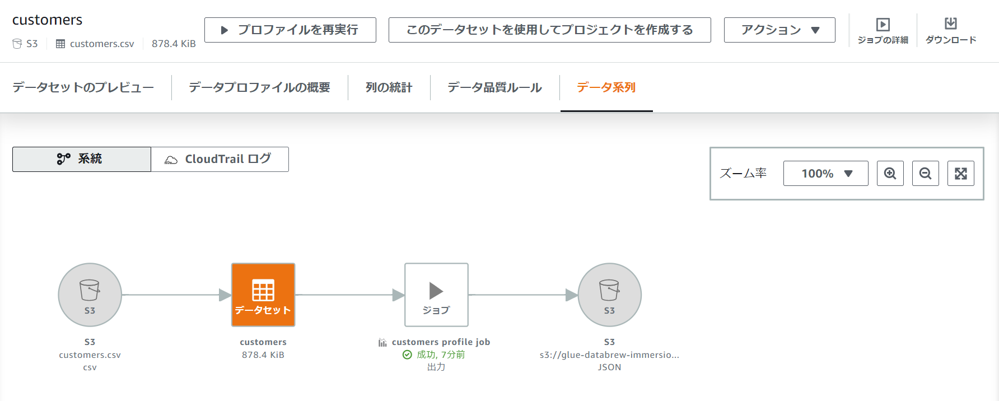 customers
S3
customers.csv
878.4 KiB
プロファイルを再実行
このデータセットを使用してプロジェクトを作成する
アクション
ジョブの詳細
ダウンロード
データセットのプレビュー
データプロファイルの概要
列の統計
データ品質ルール
データ系列
系統
CloudTrail ログ
ズーム率
100%
S3
データセット
ジョブ
S3
S3
customers.csv
csv
customers
878.4 KiB
customers profile job
成功, 7分前
出力
S3
s3://glue-databrew-immersio...
JSON